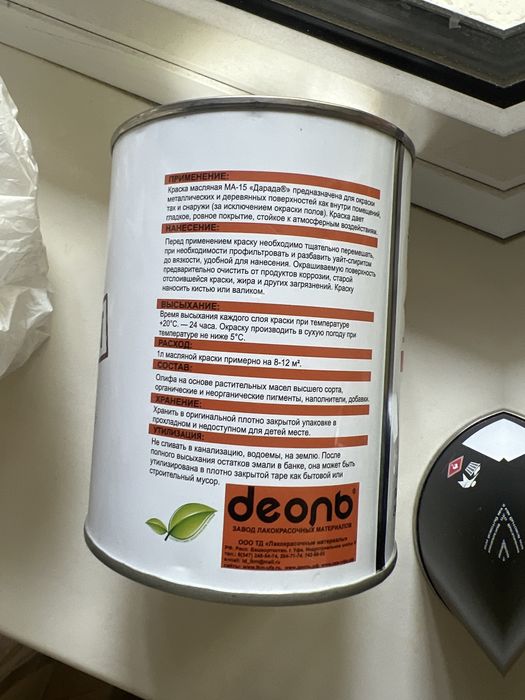 ПРИМЕНЕНИЕ:
Краска масляная МА-15 «Дарада®» предназначена для окраски
металлических и деревянных поверхностей как внутри помещений,
так и снаружи (за исключением окраски полов). Краска дает
гладкое, ровное покрытие, стойкое к атмосферным воздействиям.
НАНЕСЕНИЕ:
Перед применением краску необходимо тщательно перемешать,
при необходимости профильтровать и разбавить уайт-спиритом
до вязкости, удобной для нанесения. Окрашиваемую поверхность
предварительно очистить от продуктов коррозии, старой
отслоившейся краски, жира и других загрязнений. Краску
наносить кистью или валиком.
ВЫСЫХАНИЕ:
Время высыхания каждого слоя краски при температуре
+20°С. — 24 часа. Окраску производить в сухую погоду при
температуре не ниже 5°С.
РАСХОД:
1л масляной краски примерно на 8-12 м².
СОСТАВ:
Олифа на основе растительных масел высшего сорта,
органические и неорганические пигменты, наполнители, добавки.
ХРАНЕНИЕ:
Хранить в оригинальной плотно закрытой упаковке в
прохладном и недоступном для детей месте.
УТИЛИЗАЦИЯ:
Не сливать в канализацию, водоемы, на землю. После
полного высыхания остатков эмали в банке, она может быть
утилизирована в плотно закрытой таре как бытовой или
строительный мусор.
деоль®
ЗАВОД ЛАКОКРАСОЧНЫХ МАТЕРИАЛОВ
ООО ТД «Лакокрасочные материалы»
РФ, Респ. Башкортостан, г. Уфа, Индустриальное шоссе